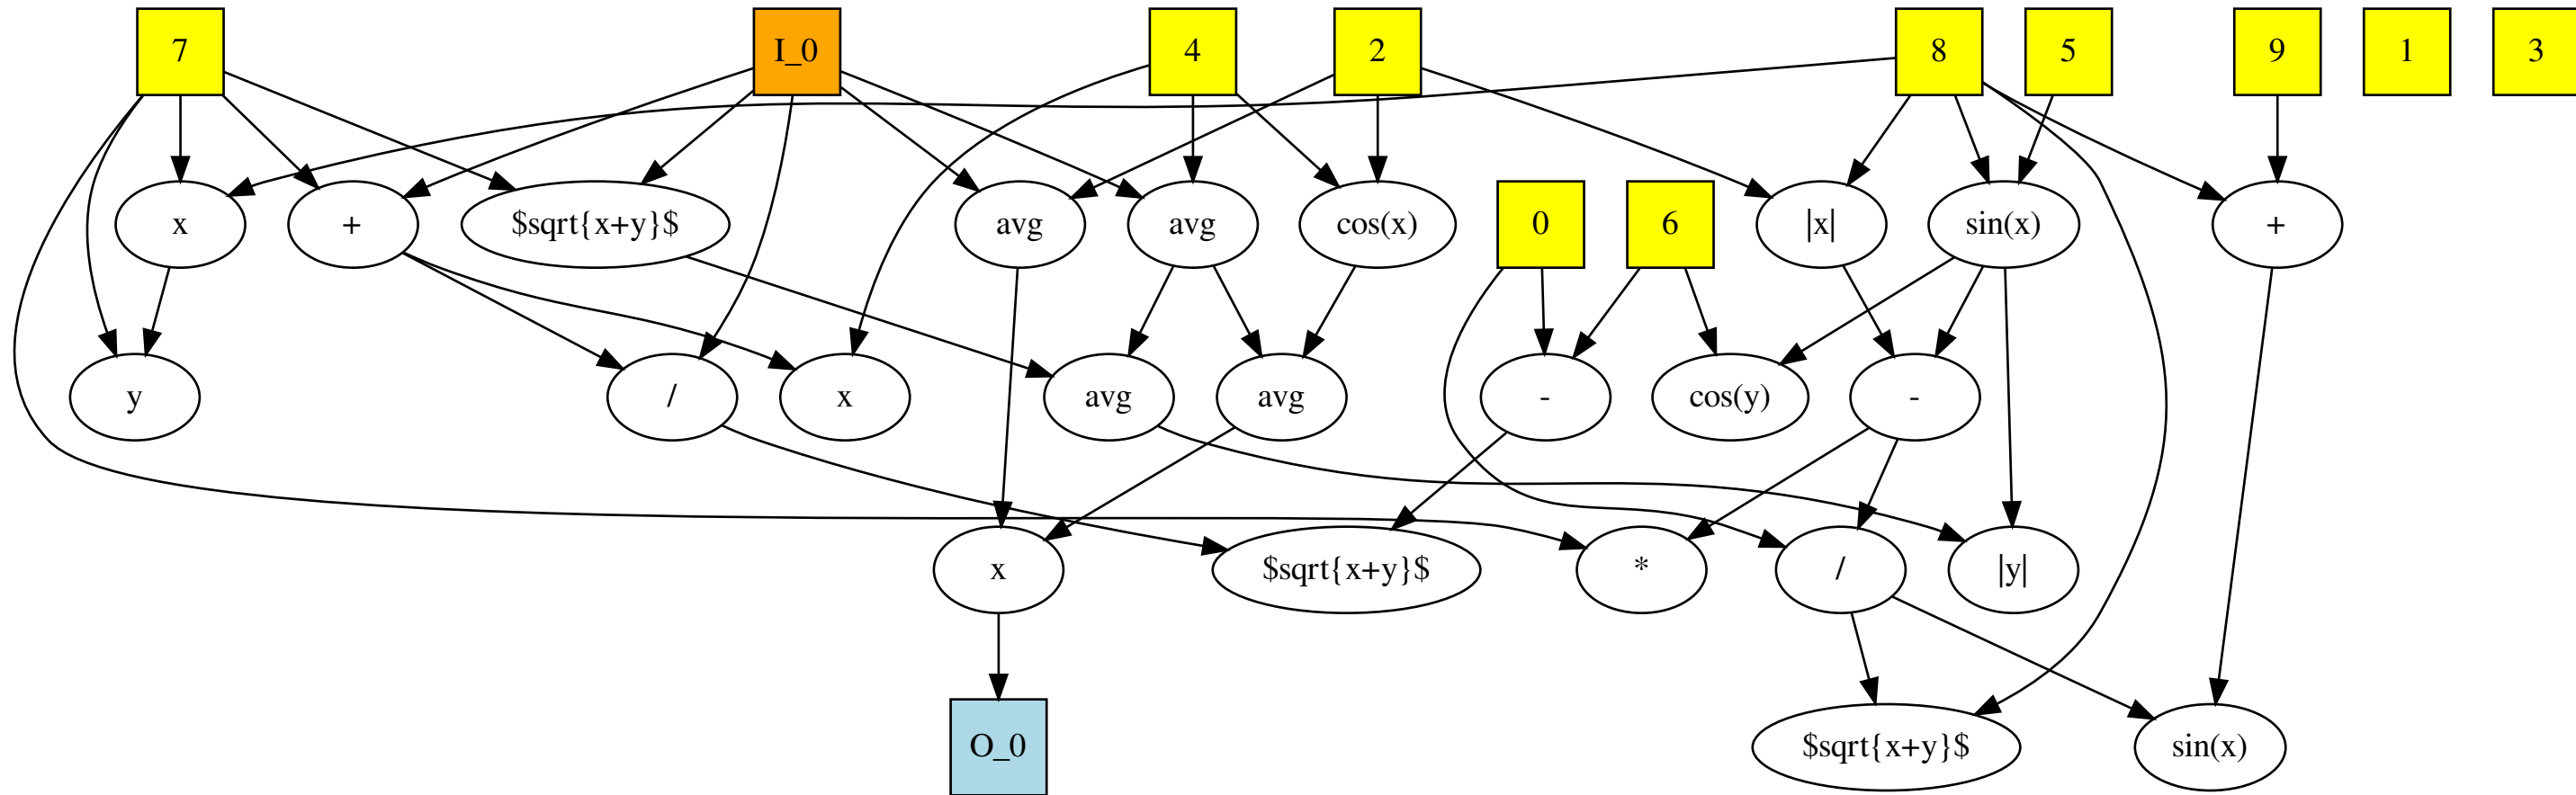 7 I_0 4 2 8 5 9 1 3
x + $sqrt{x+y}$ avg avg cos(x) 0 6 |x| sin(x) +
y / x avg avg - cos(y) -
x $sqrt{x+y}$ * / |y|
O_0 $sqrt{x+y}$ sin(x)